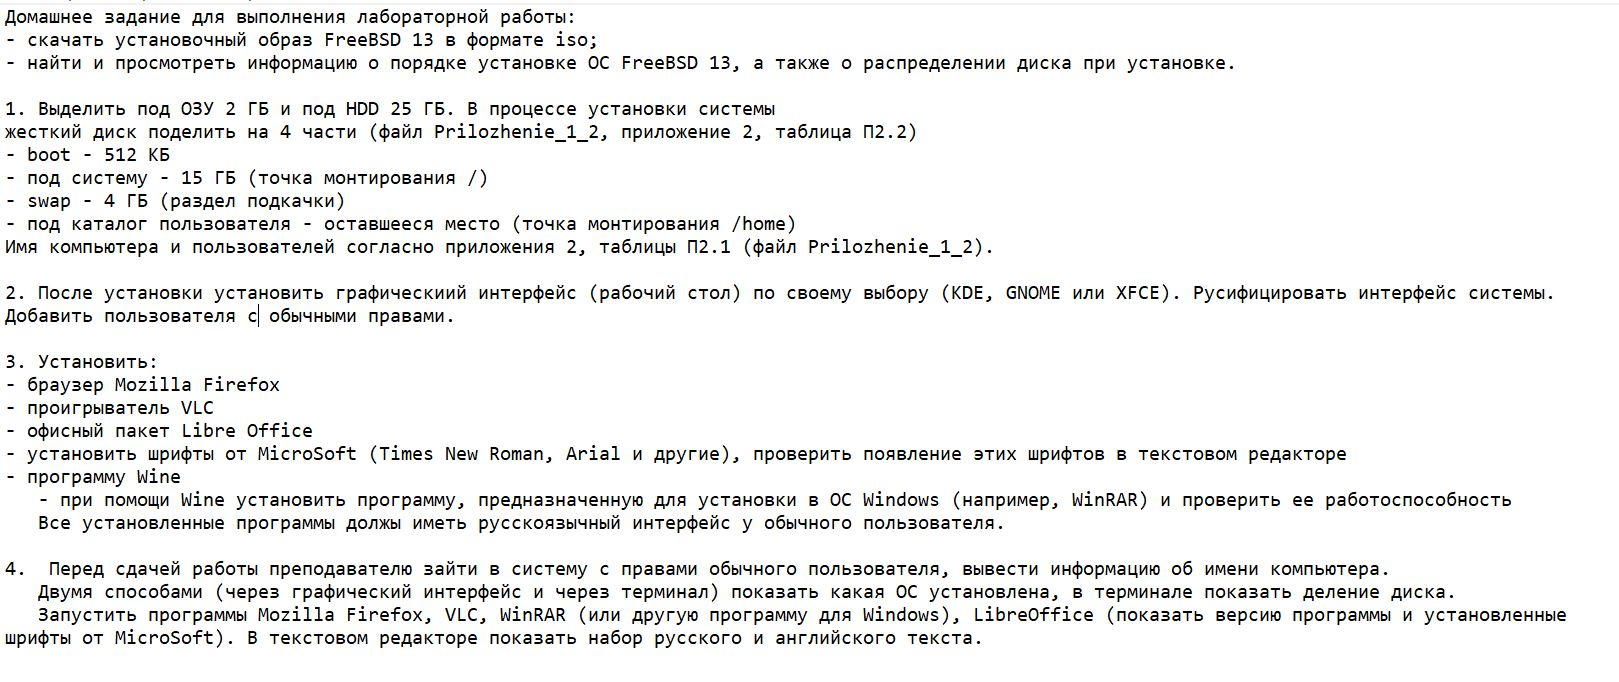 Домашнее задание для выполнения лабораторной работы:
- скачать установочный образ FreeBSD 13 в формате iso;
- найти и просмотреть информацию о порядке установке ОС FreeBSD 13, а также о распределении диска при установке.
1. Выделить под ОЗУ 2 ГБ и под HDD 25 ГБ. В процессе установки системы
жесткий диск поделить на 4 части (файл Prilozhenie_1_2, приложение 2, таблица П2.2)
- boot - 512 КБ
- под систему - 15 ГБ (точка монтирования /)
- swap - 4 ГБ (раздел подкачки)
- под каталог пользователя - оставшееся место (точка монтирования /home)
Имя компьютера и пользователей согласно приложения 2, таблицы П2.1 (файл Prilozhenie_1_2).
2. После установки установить графическиий интерфейс (рабочий стол) по своему выбору (KDE, GNOME или XFCE). Русифицировать интерфейс системы.
Добавить пользователя с обычными правами.
3. Установить:
- браузер Mozilla Firefox
- проигрыватель VLC
- офисный пакет Libre Office
- установить шрифты от MicroSoft (Times New Roman, Arial и другие), проверить появление этих шрифтов в текстовом редакторе
- программу Wine
- при помощи Wine установить программу, предназначенную для установки в ОС Windows (например, WinRAR) и проверить ее работоспособность
Все установленные программы должы иметь русскоязычный интерфейс у обычного пользователя.
4. Перед сдачей работы преподавателю зайти в систему с правами обычного пользователя, вывести информацию об имени компьютера.
Двумя способами (через графический интерфейс и через терминал) показать какая ОС установлена, в терминале показать деление диска.
Запустить программы Mozilla Firefox, VLC, WinRAR (или другую программу для Windows), LibreOffice (показать версию программы и установленные
шрифты от MicroSoft). В текстовом редакторе показать набор русского и английского текста.